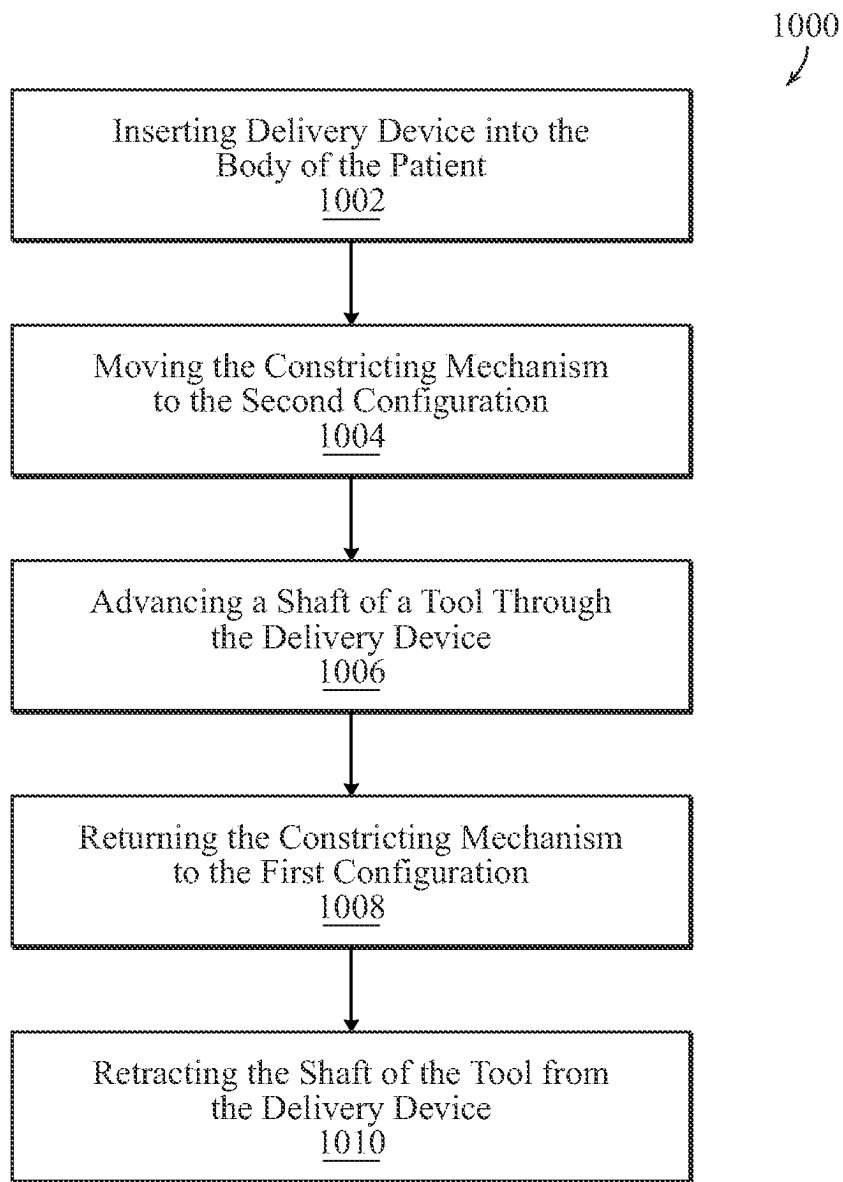 1000
Inserting Delivery Device into the
Body of the Patient
1002
Moving the Constricting Mechanism
to the Second Configuration
1004
Advancing a Shaft of a Tool Through
the Delivery Device
1006
Returning the Constricting Mechanism
to the First Configuration
1008
Retracting the Shaft of the Tool from
the Delivery Device
1010